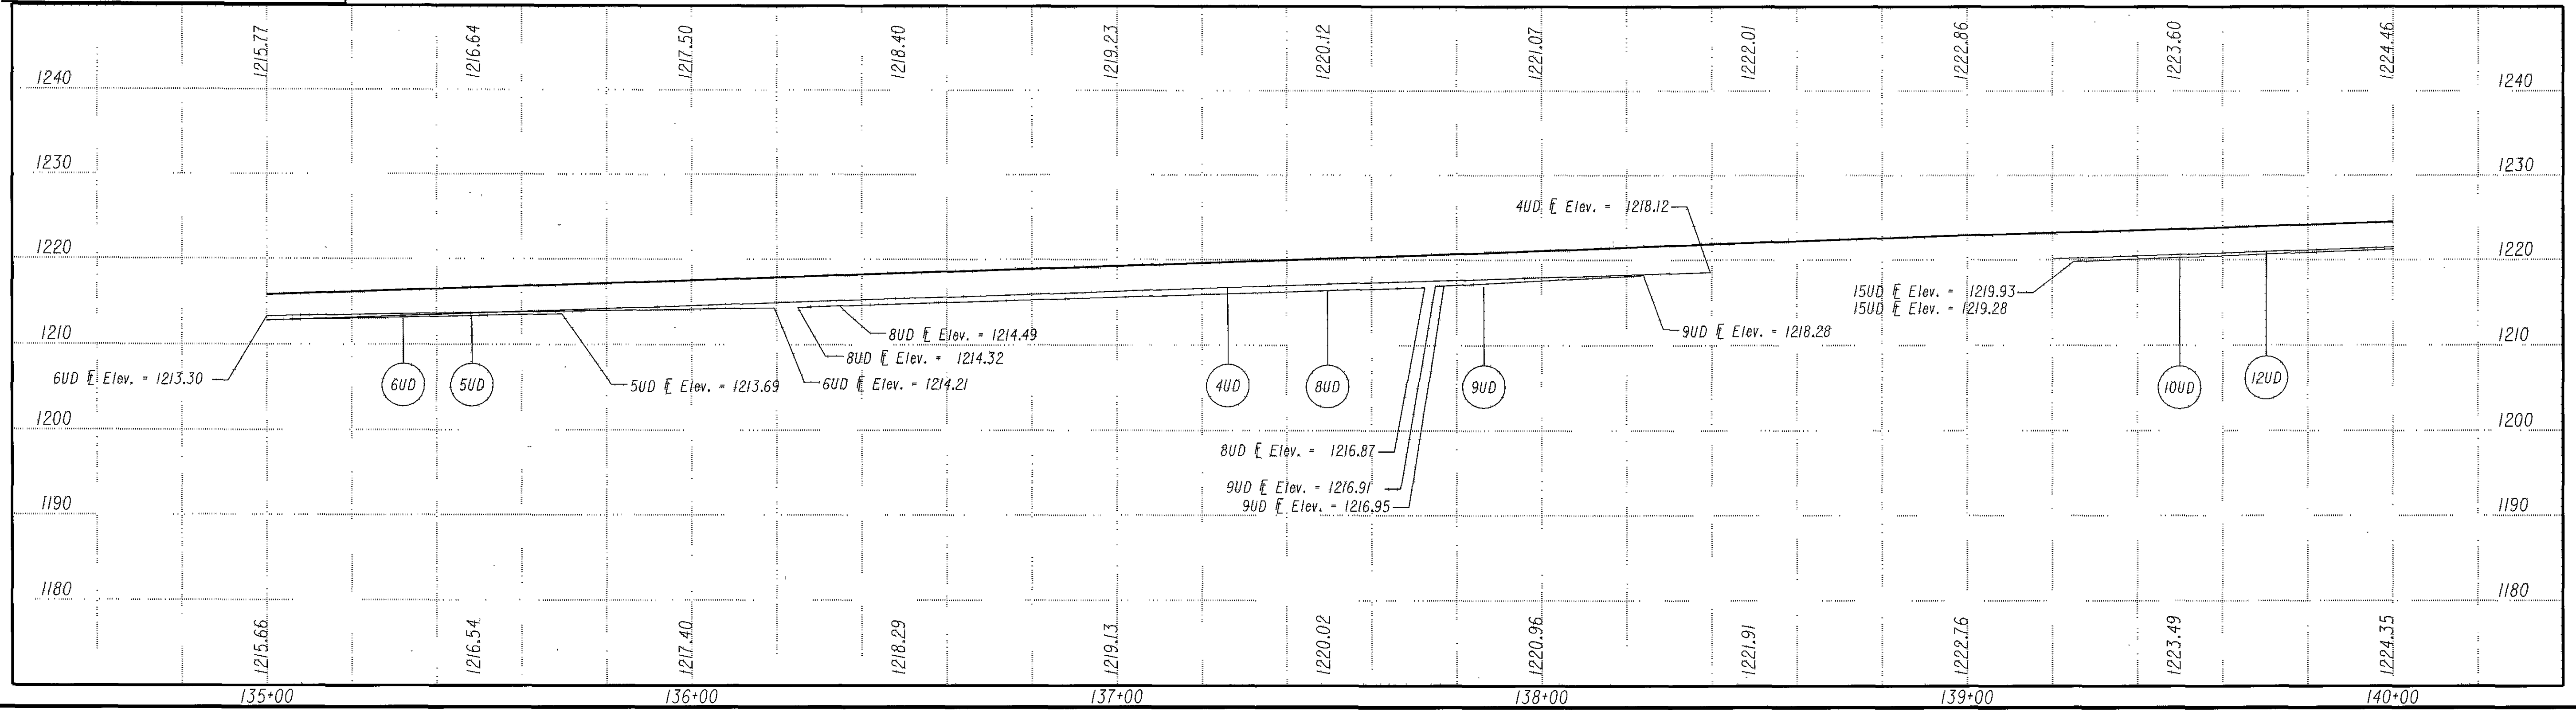 1215.77
1216.64
1217.50
1218.40
1219.23
1220.12
1221.07
1222.01
1222.86
1223.60
1224.46
1240 1240
1230 1230
4UD ℄ Elev. = 1218.12
1220 1220
15UD ℄ Elev. = 1219.93
15UD ℄ Elev. = 1219.28
8UD ℄ Elev. = 1214.49
9UD ℄ Elev. = 1218.28
1210 1210
8UD ℄ Elev. = 1214.32
6UD ℄ Elev. = 1213.30
6UD
5UD
5UD ℄ Elev. = 1213.69
6UD ℄ Elev. = 1214.21
4UD
8UD
9UD
10UD
12UD
1200 1200
8UD ℄ Elev. = 1216.87
9UD ℄ Elev. = 1216.91
9UD ℄ Elev. = 1216.95
1190 1190
1180 1180
1215.66
1216.54
1217.40
1218.29
1219.13
1220.02
1220.96
1221.91
1222.76
1223.49
1224.35
135+00 136+00 137+00 138+00 139+00 140+00